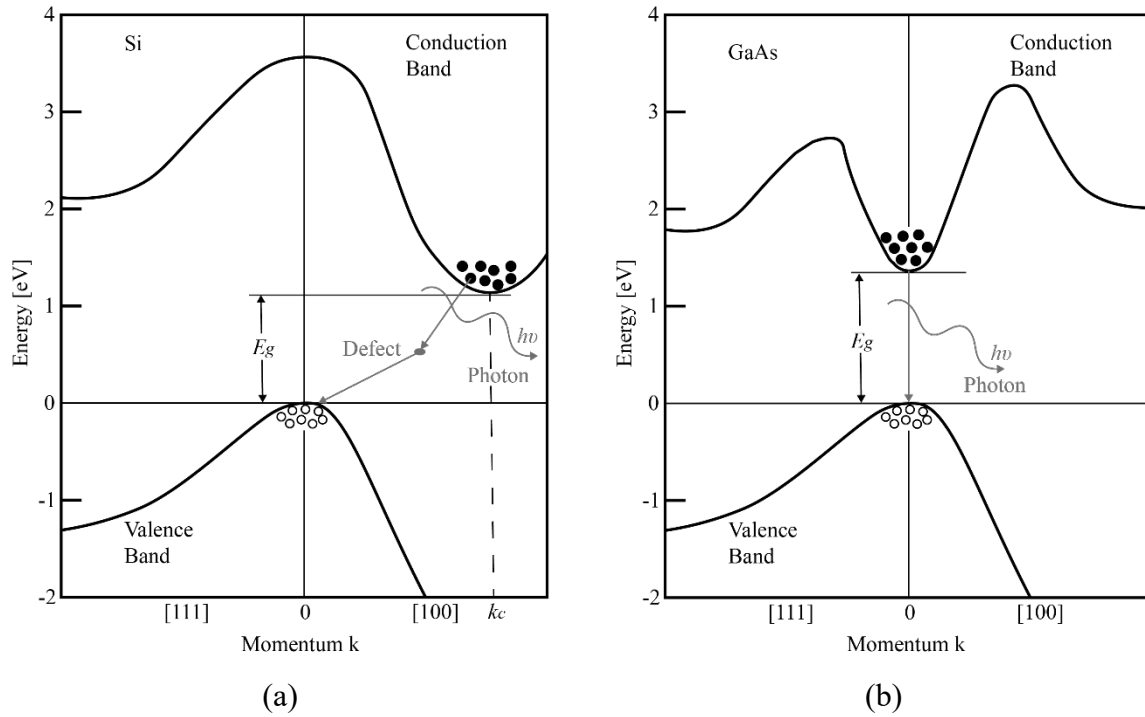 4
3
2
1
0
-1
-2
Energy [eV]
Si
Conduction
Band
Eg
Defect
hυ
Photon
Valence
Band
[111]
0
[100]
kc
Momentum k
(a)
4
3
2
1
0
-1
-2
Energy [eV]
GaAs
Conduction
Band
Eg
hυ
Photon
Valence
Band
[111]
0
[100]
Momentum k
(b)